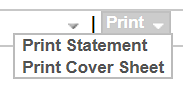 | Print
Print Statement
Print Cover Sheet